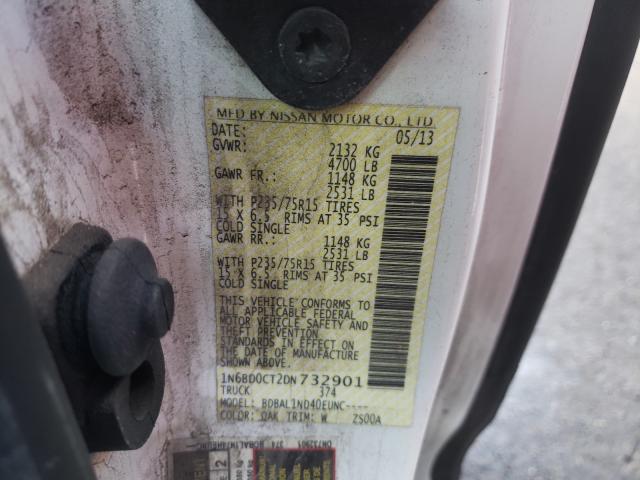 MFD BY NISSAN MOTOR CO., LTD
DATE: 05/13
GVWR: 2132 KG
4700 LB
GAWR FR.: 1148 KG
2531 LB
WITH P235/75R15 TIRES
15 X 6.5 RIMS AT 35 PSI
COLD SINGLE
GAWR RR.: 1148 KG
2531 LB
WITH P235/75R15 TIRES
15 X 6.5 RIMS AT 35 PSI
COLD SINGLE
THIS VEHICLE CONFORMS TO
ALL APPLICABLE FEDERAL
MOTOR VEHICLE SAFETY AND
THEFT PREVENTION
STANDARDS IN EFFECT ON
THE DATE OF MANUFACTURE
SHOWN ABOVE.
1N6BD0CT2DN732901
TRUCK 374
MODEL: BDBAL1ND40EUNC----
COLOR: QAK TRIM: W ZS00A
DN732901 374